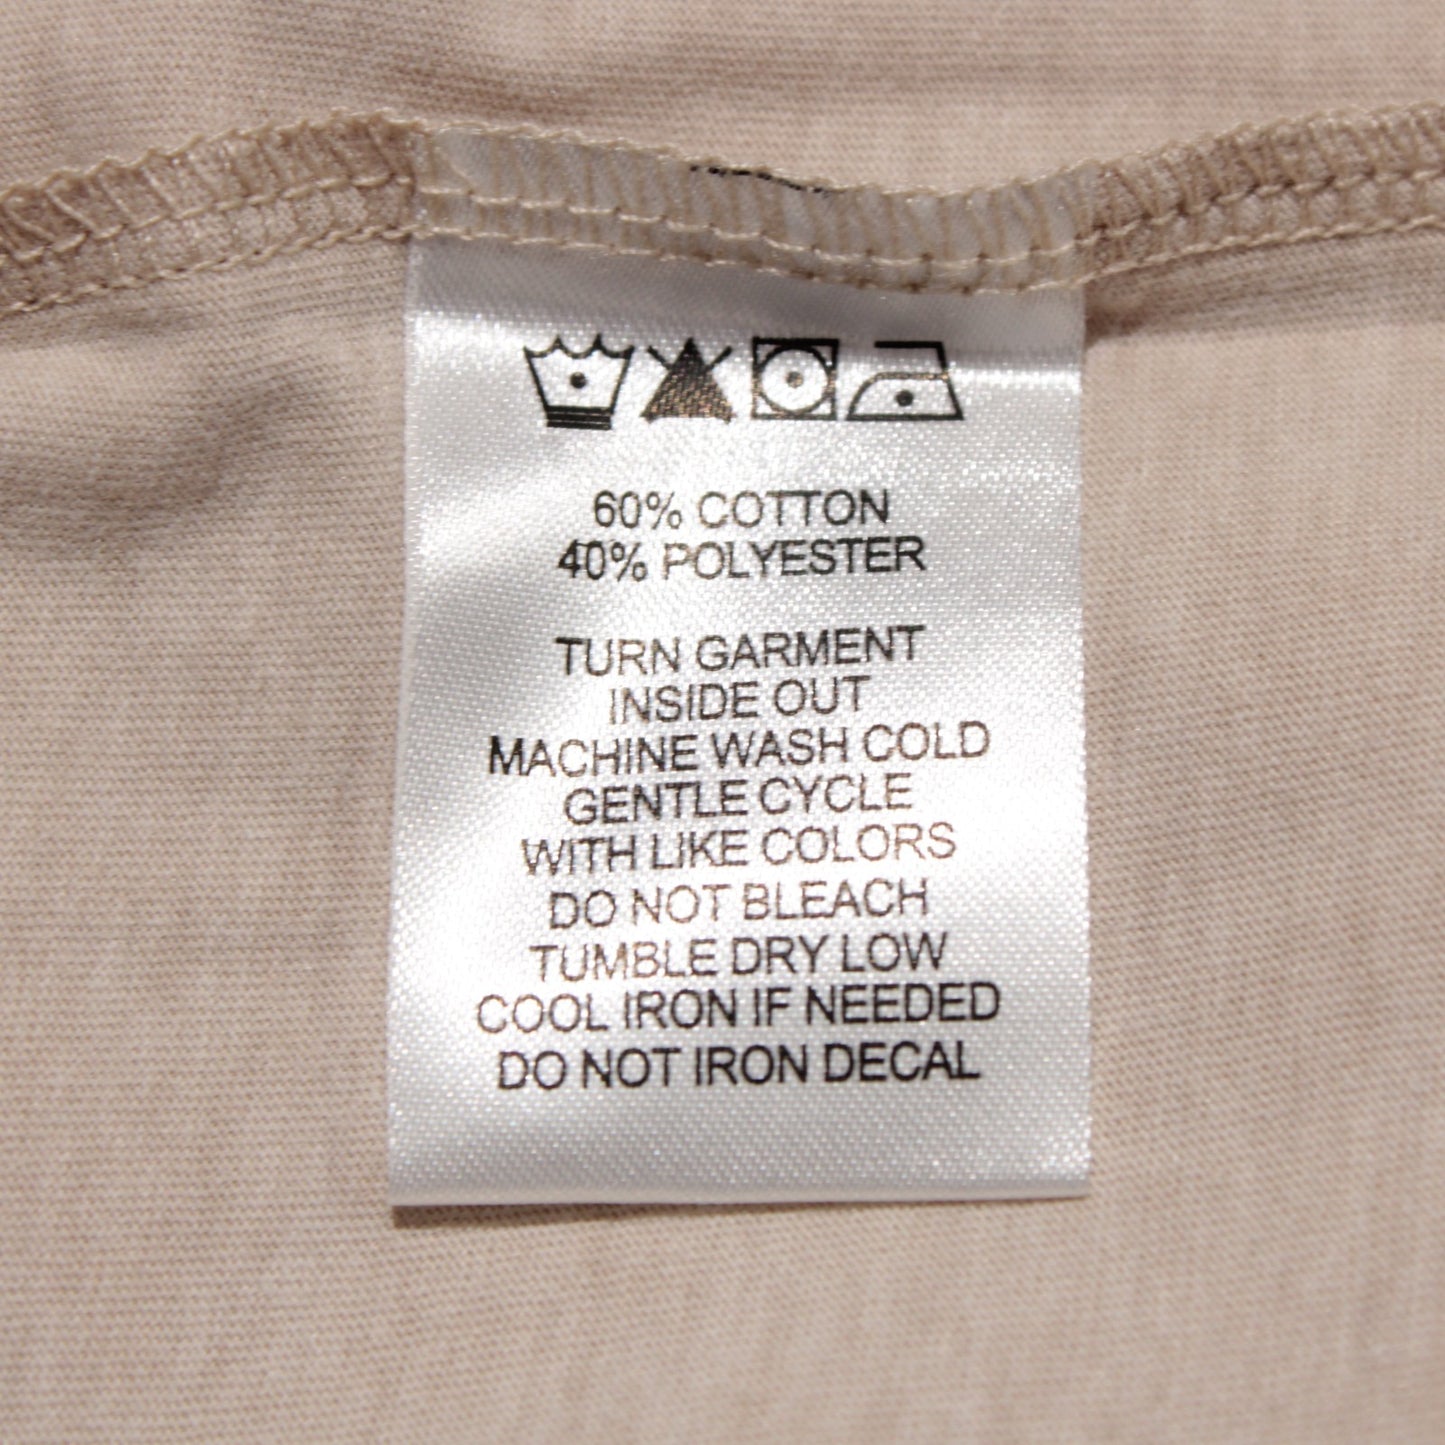 60% COTTON
40% POLYESTER
TURN GARMENT
INSIDE OUT
MACHINE WASH COLD
GENTLE CYCLE
WITH LIKE COLORS
DO NOT BLEACH
TUMBLE DRY LOW
COOL IRON IF NEEDED
DO NOT IRON DECAL